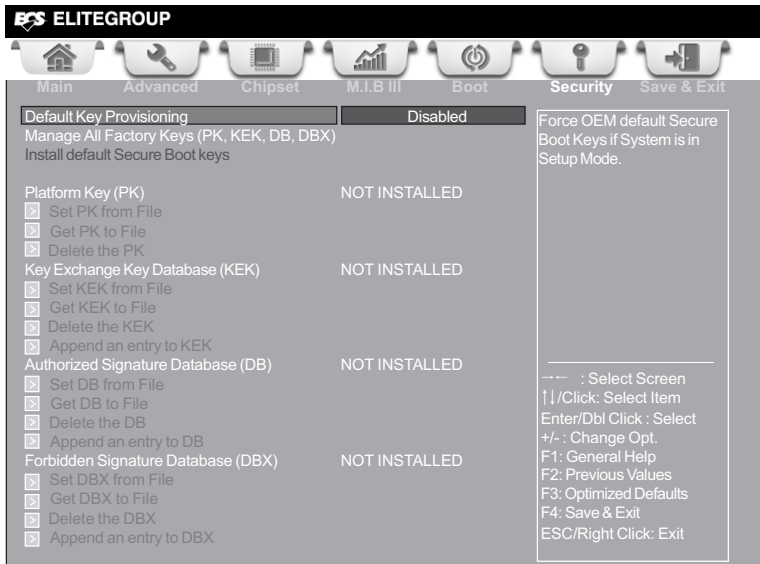 ECS ELITEGROUP
Main Advanced Chipset M.I.B III Boot Security Save & Exit
Default Key Provisioning Disabled
Manage All Factory Keys (PK, KEK, DB, DBX)
Install default Secure Boot keys
Platform Key (PK) NOT INSTALLED
Set PK from File
Get PK to File
Delete the PK
Key Exchange Key Database (KEK) NOT INSTALLED
Set KEK from File
Get KEK to File
Delete the KEK
Append an entry to KEK
Authorized Signature Database (DB) NOT INSTALLED
Set DB from File
Get DB to File
Delete the DB
Append an entry to DB
Forbidden Signature Database (DBX) NOT INSTALLED
Set DBX from File
Get DBX to File
Delete the DBX
Append an entry to DBX
Force OEM default Secure
Boot Keys if System is in
Setup Mode.
→← : Select Screen
↑↓/Click: Select Item
Enter/Dbl Click : Select
+/- : Change Opt.
F1: General Help
F2: Previous Values
F3: Optimized Defaults
F4: Save & Exit
ESC/Right Click: Exit